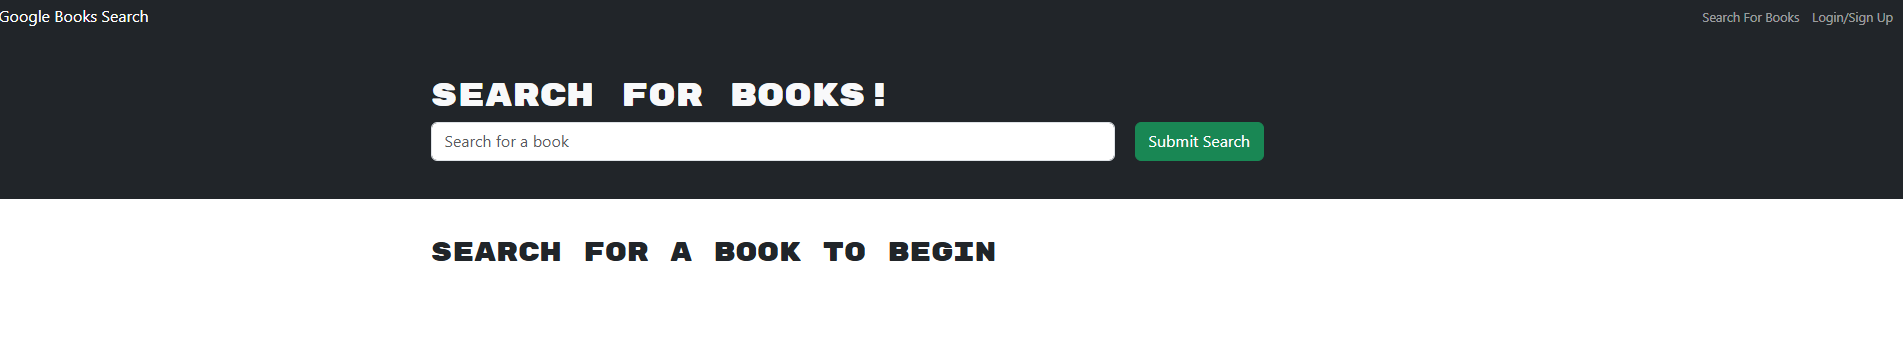 Google Books Search
Search For Books Login/Sign Up
SEARCH FOR BOOKS!
Search for a book
Submit Search
SEARCH FOR A BOOK TO BEGIN